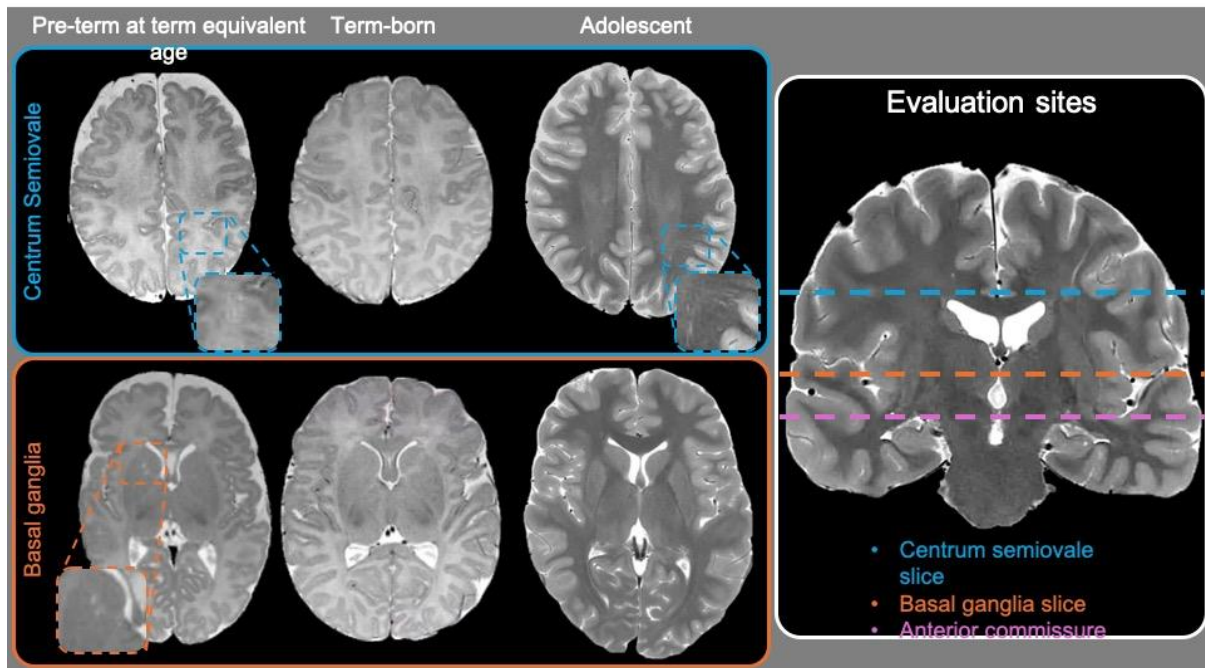 Pre-term at term equivalent
age
Term-born
Adolescent
Centrum Semiovale
Basal ganglia
Evaluation sites
• Centrum semiovale
slice
• Basal ganglia slice
• Anterior commissure